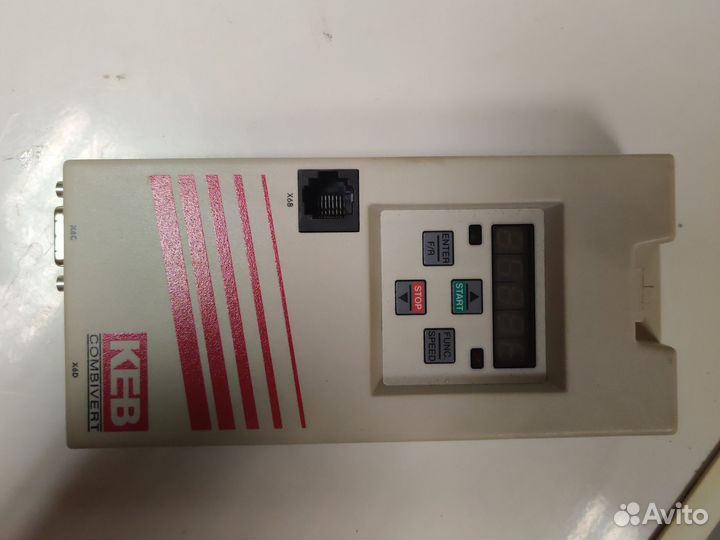 ENTER
F/R
START
STOP
FUNC.
SPEED
X6B
KEB
COMBIVERT
X6C
X6D
Avito